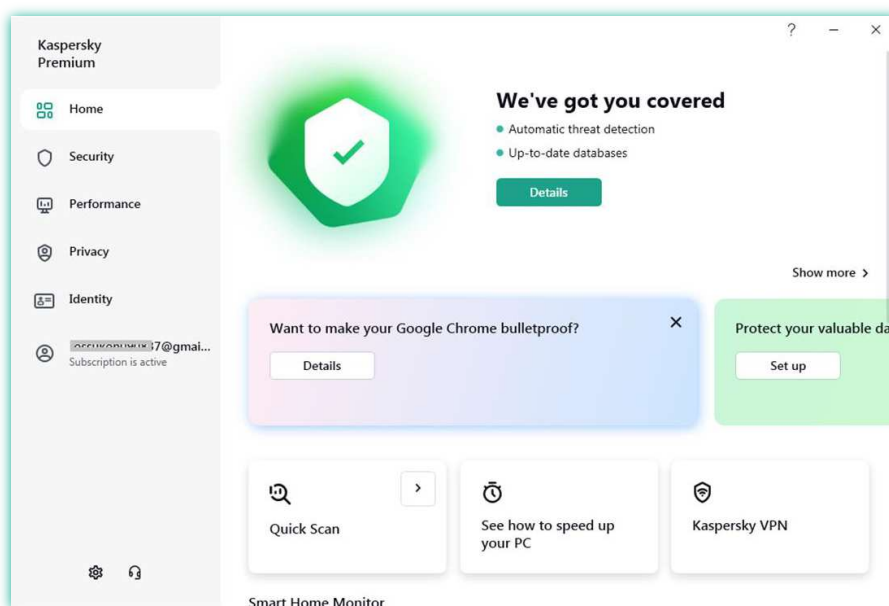 Kaspersky
Premium
Home
Security
Performance
Privacy
Identity
7@gmai...
Subscription is active
?
We've got you covered
Automatic threat detection
Up-to-date databases
Details
Show more
Want to make your Google Chrome bulletproof?
Details
Protect your valuable da
Set up
Quick Scan
See how to speed up
your PC
Kaspersky VPN
Smart Home Monitor